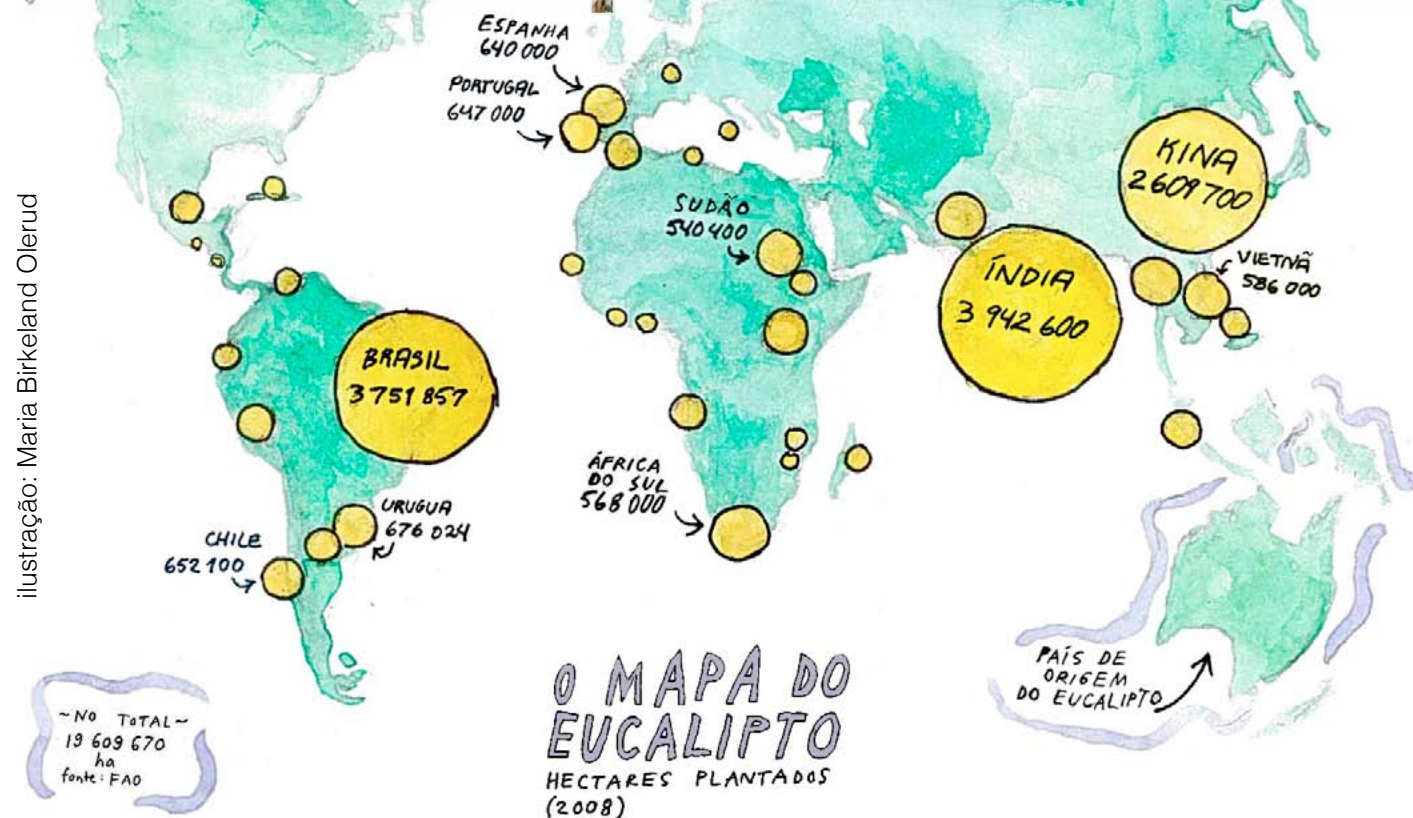 ESPANHA
640 000
PORTUGAL
647 000
KINA
2 609 700
SUDÃO
540 400
ÍNDIA
3 942 600
VIETNÃ
586 000
BRASIL
3 751 857
ÁFRICA
DO SUL
568 000
URUGUA
676 024
CHILE
652 100
PAÍS DE
ORIGEM
DO EUCALIPTO
O MAPA DO
EUCALIPTO
HECTARES PLANTADOS
(2008)
~NO TOTAL~
19 609 670
ha
fonte: FAO
ilustração: Maria Birkeland Olerud